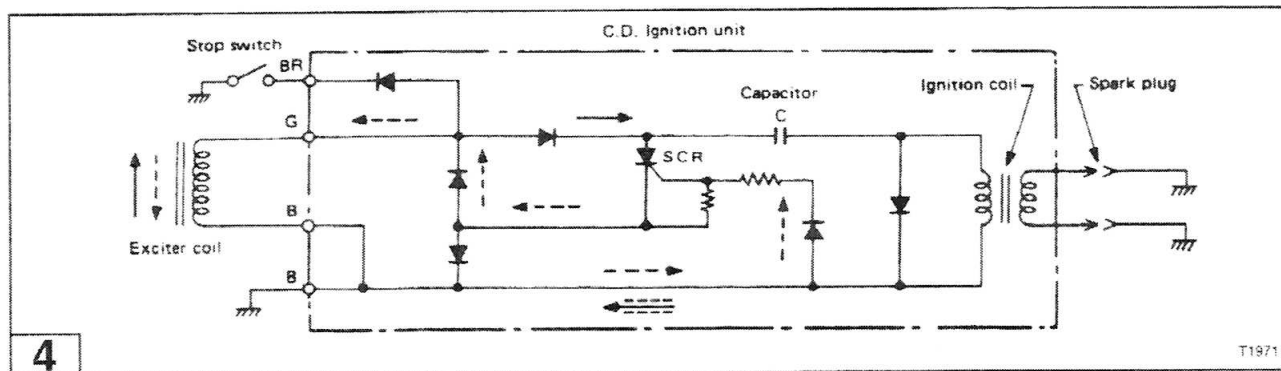 C.D. Ignition unit
Stop switch
BR
Capacitor
C
Ignition coil
Spark plug
G
SCR
B
Exciter coil
B
4
T1971